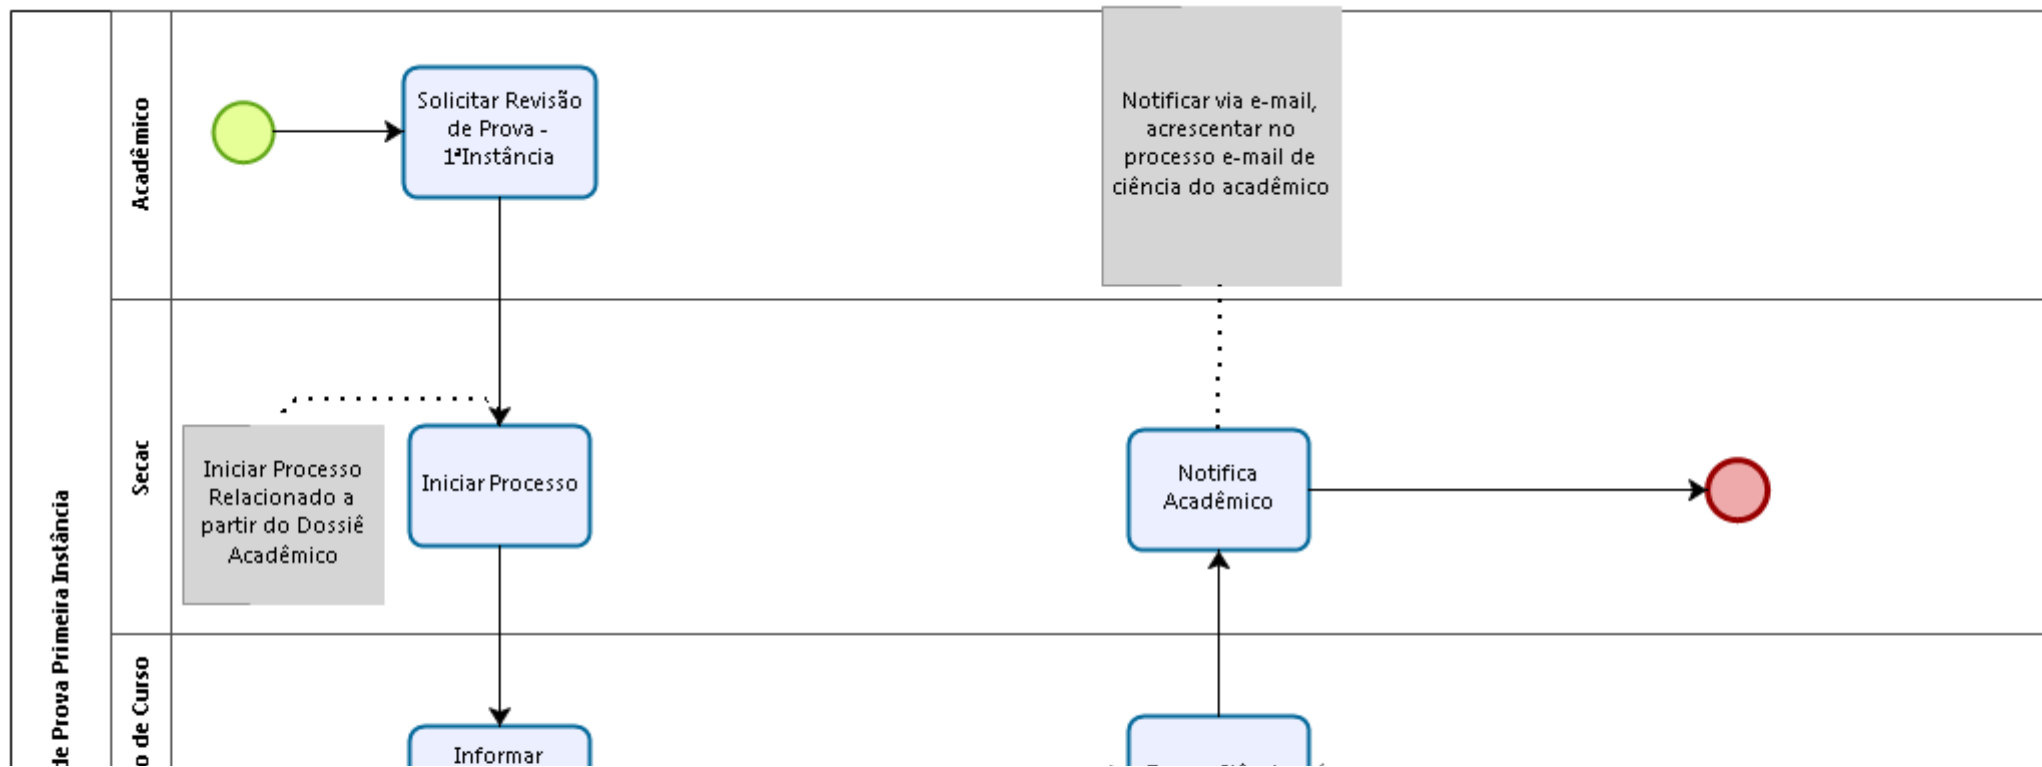 de Prova Primeira Instância
Acadêmico
Solicitar Revisão
de Prova -
1ªInstância
Notificar via e-mail,
acrescentar no
processo e-mail de
ciência do acadêmico
Secac
Iniciar Processo
Relacionado a
partir do Dossiê
Acadêmico
Iniciar Processo
Notifica
Acadêmico
o de Curso
Informar